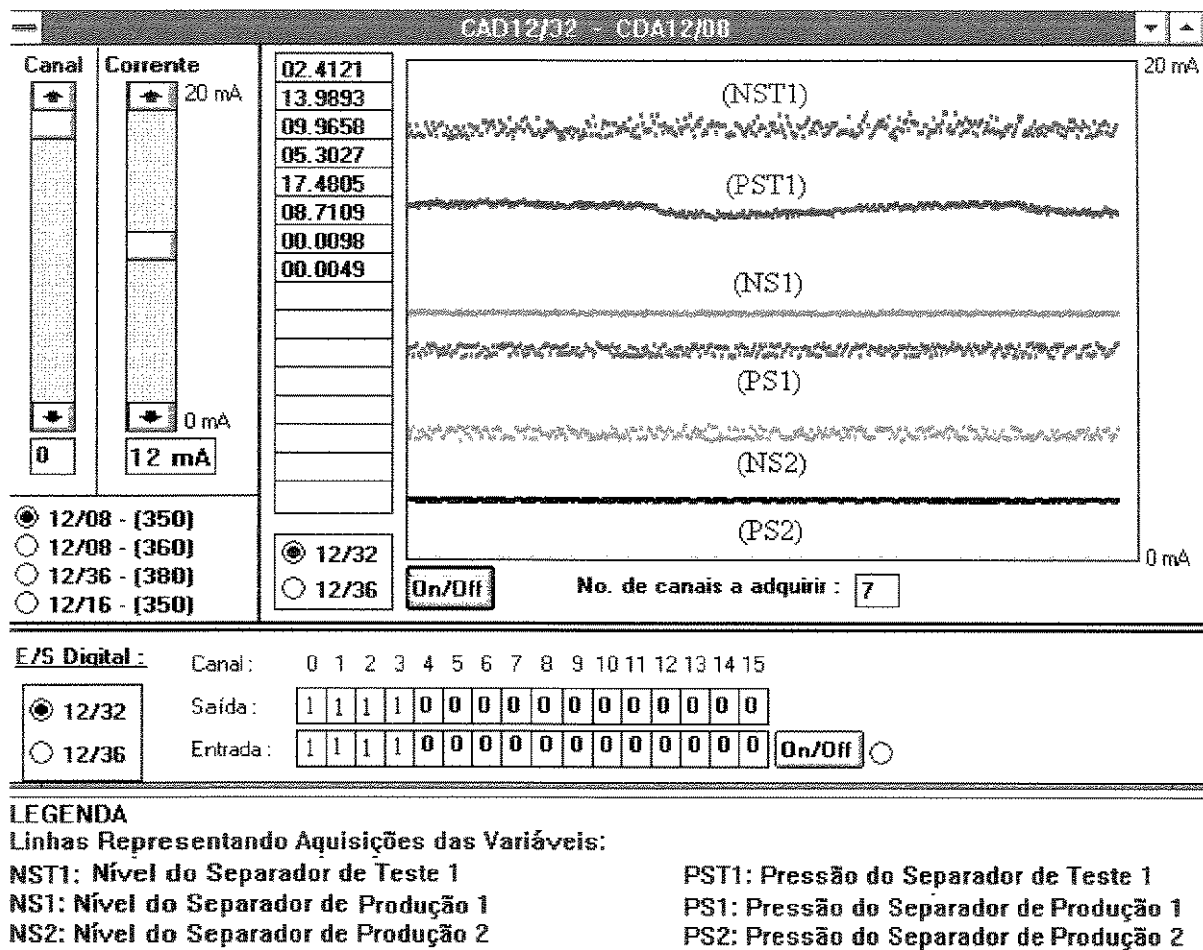 CAD12/32 - CDA12/08
Canal
Corrente
20 mA
0 mA
0
12 mA
12/08 - (350)
12/08 - (360)
12/36 - (380)
12/16 - (350)
02.4121
13.9893
09.9658
05.3027
17.4805
08.7109
00.0098
00.0049
12/32
12/36
20 mA
(NST1)
(PST1)
(NS1)
(PS1)
(NS2)
(PS2)
0 mA
On/Off
No. de canais a adquirir : 7
E/S Digital :
12/32
12/36
Canal : 0 1 2 3 4 5 6 7 8 9 10 11 12 13 14 15
Saída : 1 1 1 1 0 0 0 0 0 0 0 0 0 0 0 0
Entrada : 1 1 1 1 0 0 0 0 0 0 0 0 0 0 0 0 On/Off
LEGENDA
Linhas Representando Aquisições das Variáveis:
NST1: Nível do Separador de Teste 1
PST1: Pressão do Separador de Teste 1
NS1: Nível do Separador de Produção 1
PS1: Pressão do Separador de Produção 1
NS2: Nível do Separador de Produção 2
PS2: Pressão do Separador de Produção 2